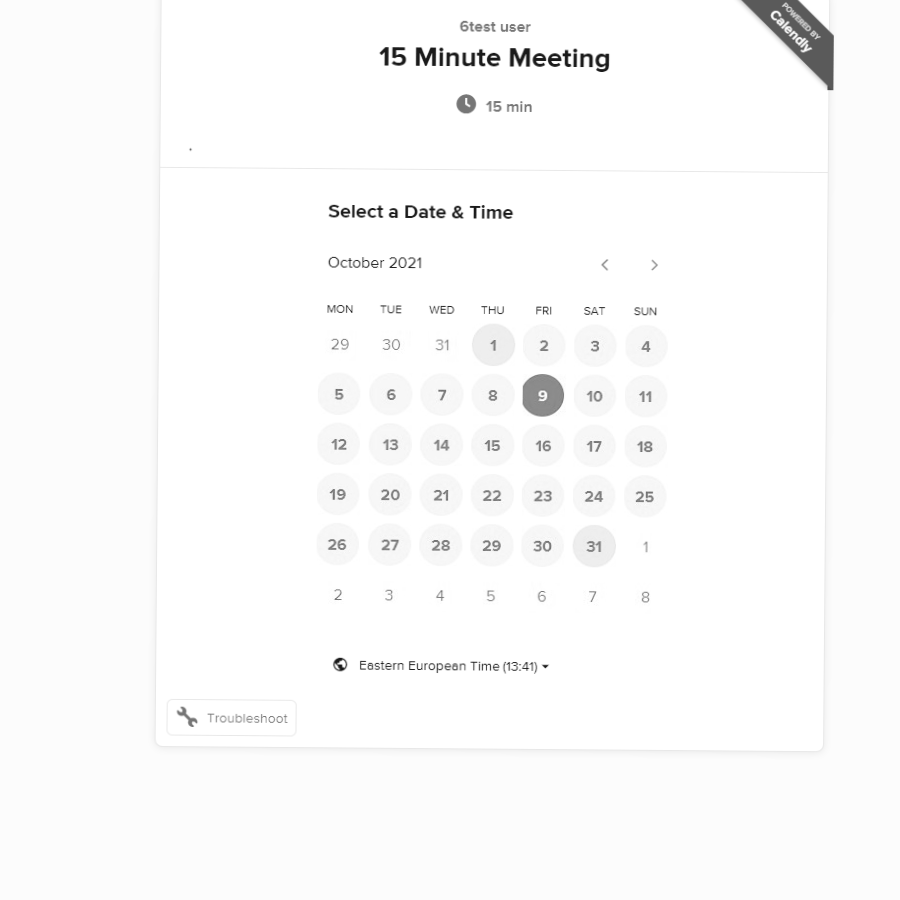 6test user
15 Minute Meeting
POWERED BY
Calendly
15 min
.
Select a Date & Time
October 2021
MON TUE WED THU FRI SAT SUN
29 30 31 1 2 3 4
5 6 7 8 9 10 11
12 13 14 15 16 17 18
19 20 21 22 23 24 25
26 27 28 29 30 31 1
2 3 4 5 6 7 8
Eastern European Time (13:41)
Troubleshoot